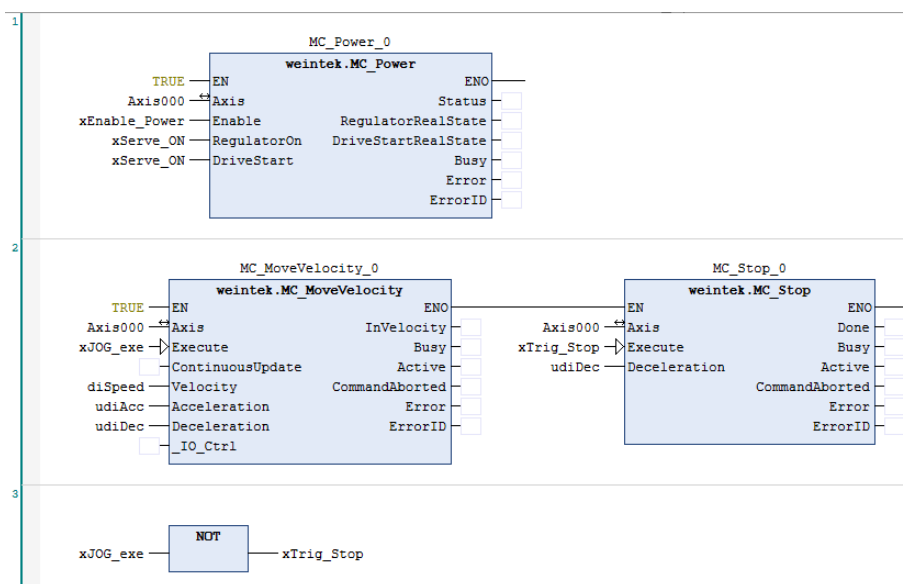 1
MC_Power_0
weintek.MC_Power
TRUE EN ENO
Axis000 Axis Status
xEnable_Power Enable RegulatorRealState
xServe_ON RegulatorOn DriveStartRealState
xServe_ON DriveStart Busy
Error
ErrorID
2
MC_MoveVelocity_0 MC_Stop_0
weintek.MC_MoveVelocity weintek.MC_Stop
TRUE EN ENO EN ENO
Axis000 Axis InVelocity Axis000 Axis Done
xJOG_exe Execute Busy xTrig_Stop Execute Busy
ContinuousUpdate Active udiDec Deceleration Active
diSpeed Velocity CommandAborted CommandAborted
udiAcc Acceleration Error Error
udiDec Deceleration ErrorID ErrorID
_IO_Ctrl
3
NOT
xJOG_exe xTrig_Stop